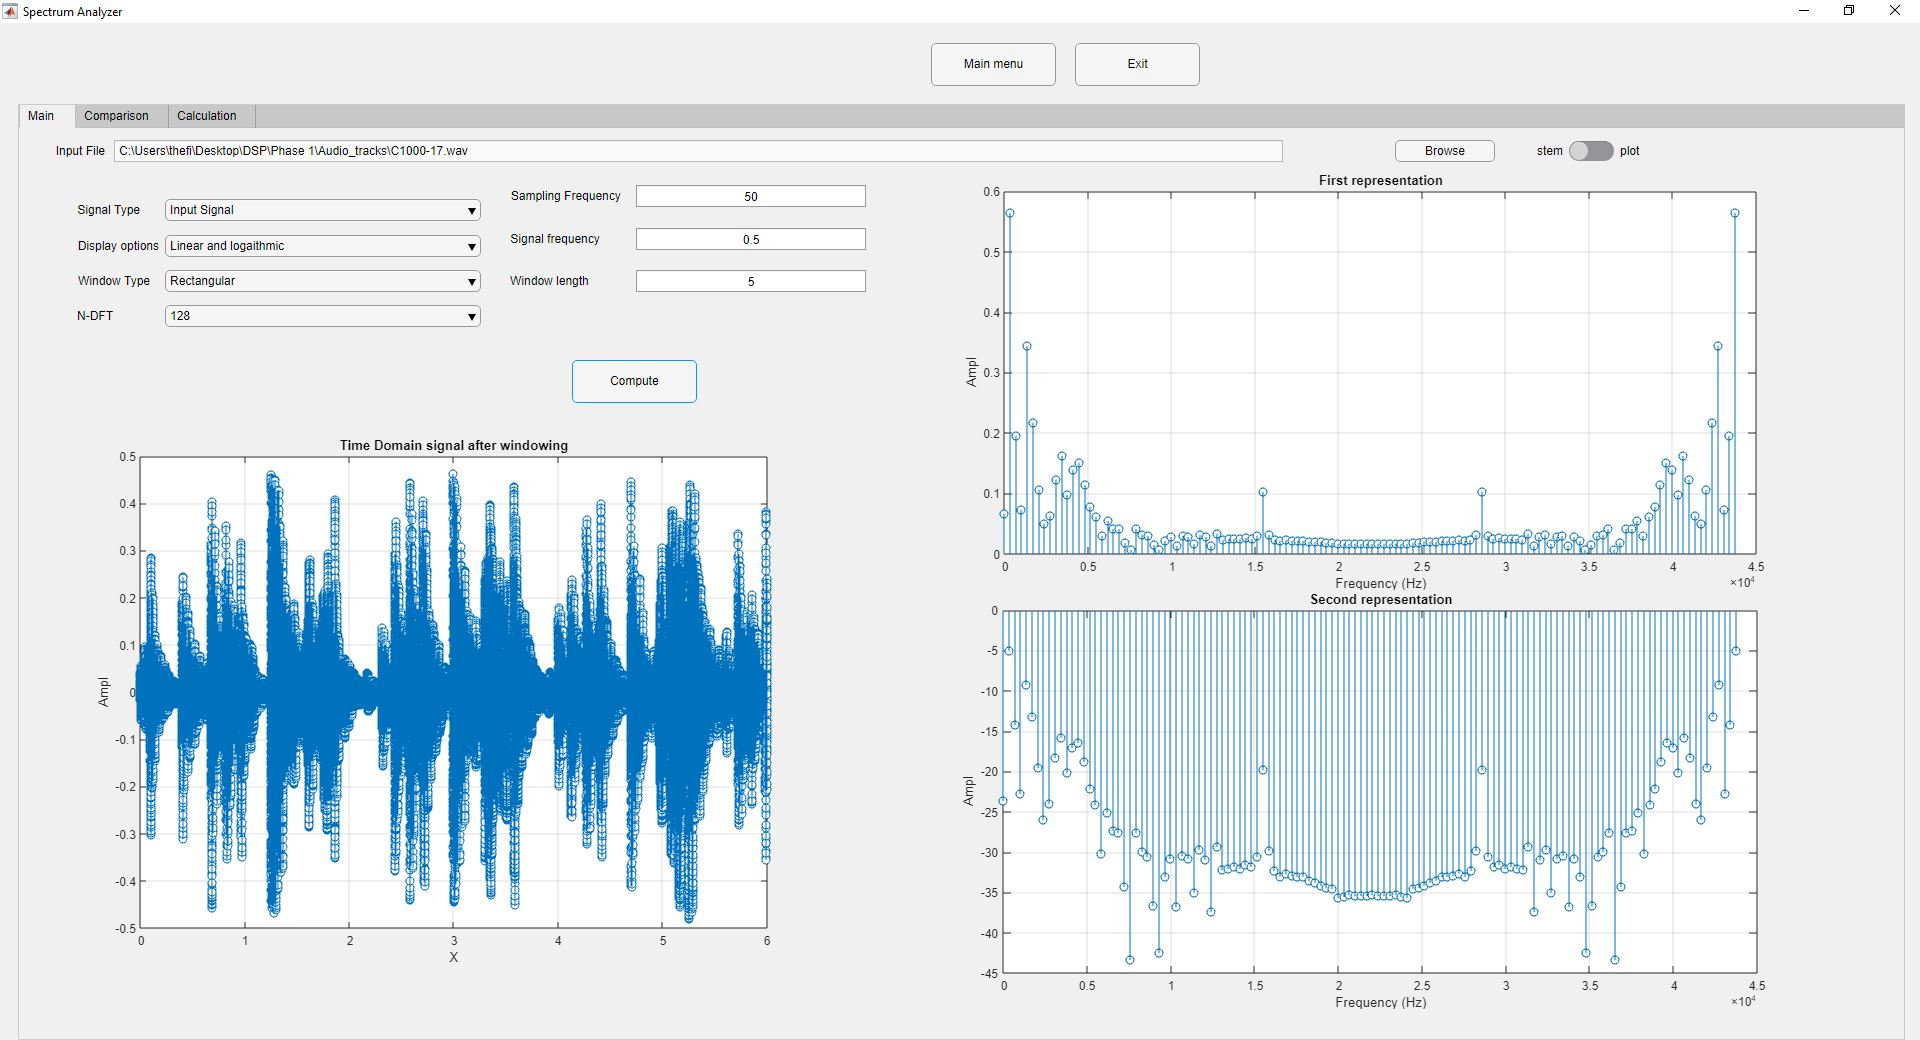 Spectrum Analyzer
Main menu Exit
Main Comparison Calculation
Input File C:\Users\thefi\Desktop\DSP\Phase 1\Audio_tracks\C1000-17.wav Browse stem plot
Signal Type Input Signal
Display options Linear and logaithmic
Window Type Rectangular
N-DFT 128
Sampling Frequency 50
Signal frequency 0.5
Window length 5
Compute
Time Domain signal after windowing
Ampl
0.5
0.4
0.3
0.2
0.1
0
-0.1
-0.2
-0.3
-0.4
-0.5
0 1 2 3 4 5 6
X
First representation
Ampl
0.6
0.5
0.4
0.3
0.2
0.1
0
0 0.5 1 1.5 2 2.5 3 3.5 4 4.5
×10⁴
Frequency (Hz)
Second representation
Ampl
0
-5
-10
-15
-20
-25
-30
-35
-40
-45
0 0.5 1 1.5 2 2.5 3 3.5 4 4.5
×10⁴
Frequency (Hz)